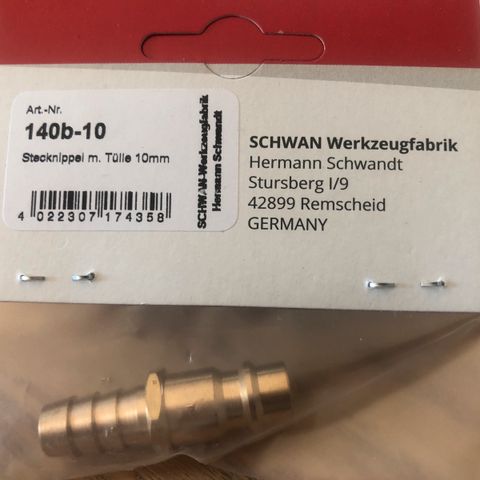 Art.-Nr.
140b-10
Stecknippel m. Tülle 10mm
4 022307 174358
SCHWAN-Werkzeugfabrik
Hermann Schwandt
SCHWAN Werkzeugfabrik
Hermann Schwandt
Stursberg I/9
42899 Remscheid
GERMANY